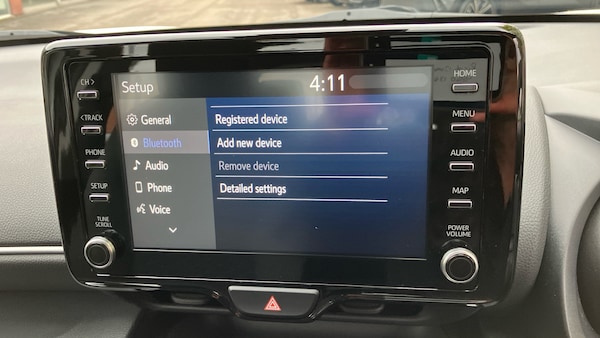 Setup
4:11
General
Bluetooth
Audio
Phone
Voice
Registered device
Add new device
Remove device
Detailed settings
CH >
< TRACK
PHONE
SETUP
TUNE
SCROLL
HOME
MENU
AUDIO
MAP
POWER
VOLUME